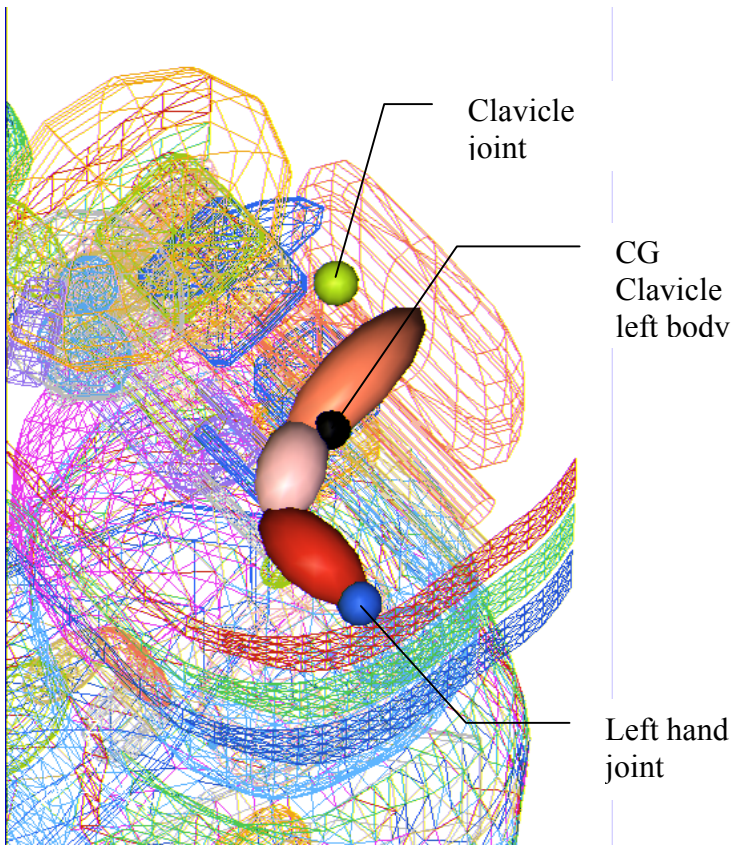 Clavicle
joint
CG
Clavicle
left body
Left hand
joint